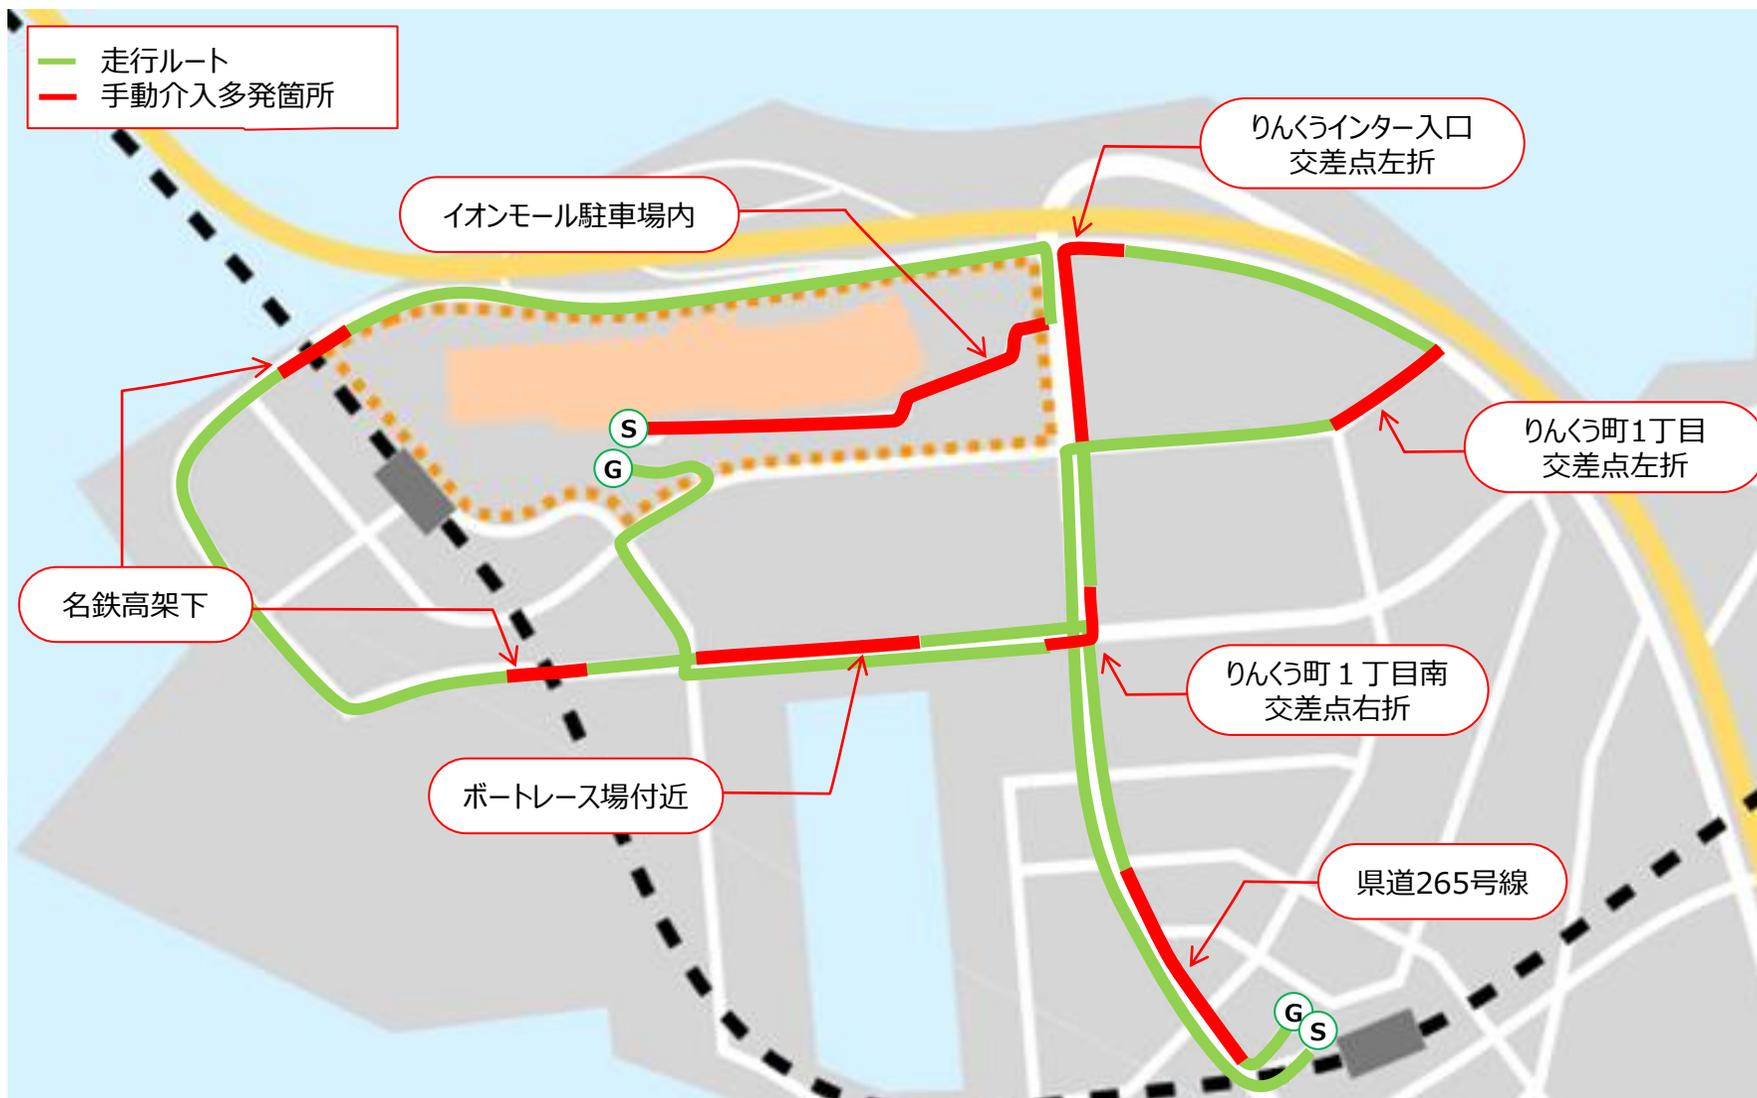 走行ルート
手動介入多発箇所
りんくうインター入口
交差点左折
イオンモール駐車場内
S
G
りんくう町1丁目
交差点左折
名鉄高架下
りんくう町１丁目南
交差点右折
ボートレース場付近
県道265号線
G
S